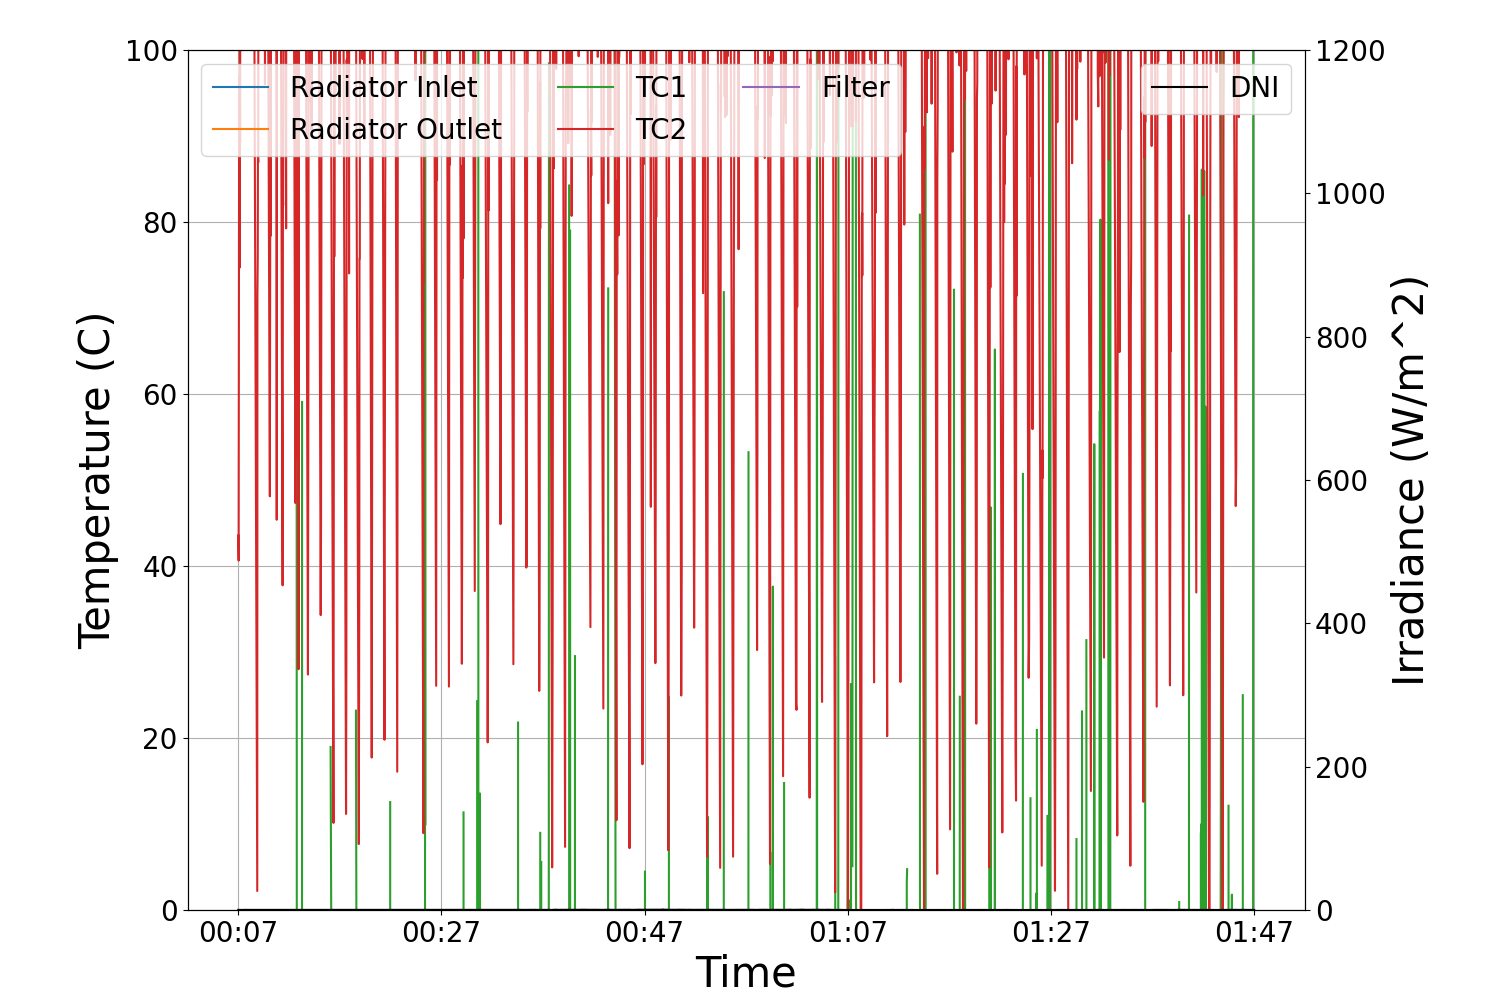 100
80
60
40
20
0
Temperature (C)
Radiator Inlet
Radiator Outlet
TC1
TC2
Filter
DNI
1200
1000
800
600
400
200
0
Irradiance (W/m^2)
00:07 00:27 00:47 01:07 01:27 01:47
Time